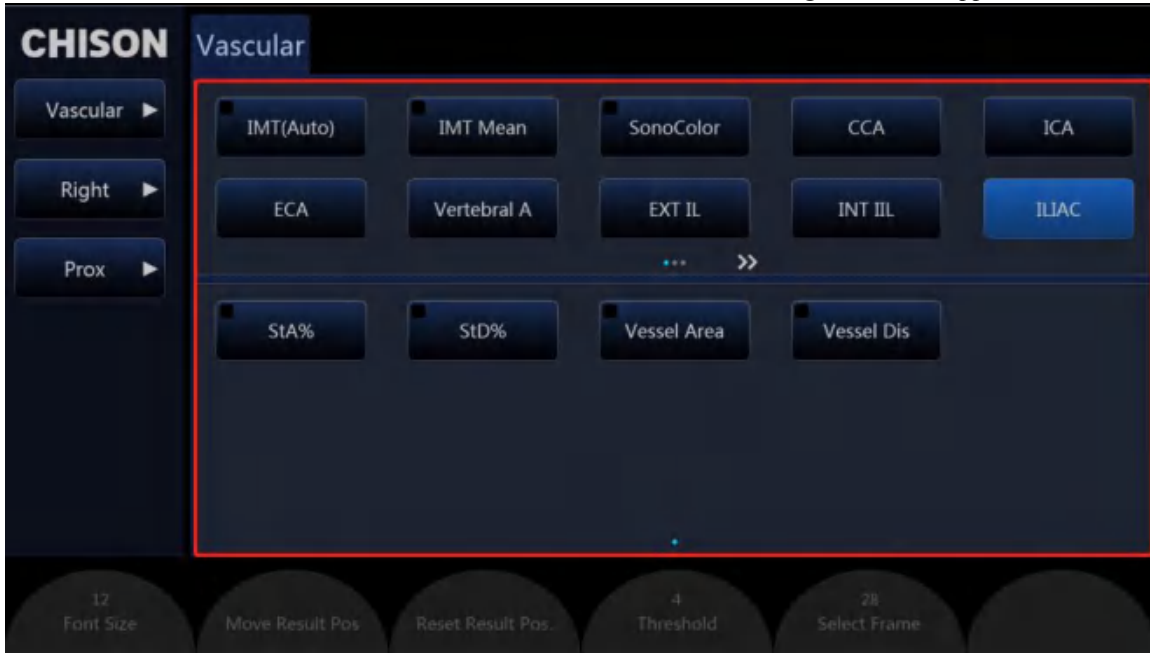 CHISON Vascular
Vascular
Right
Prox
IMT(Auto) IMT Mean SonoColor CCA ICA
ECA Vertebral A EXT IL INT IIL ILIAC
StA% StD% Vessel Area Vessel Dis
12 4 28
Font Size Move Result Pos Reset Result Pos. Threshold Select Frame